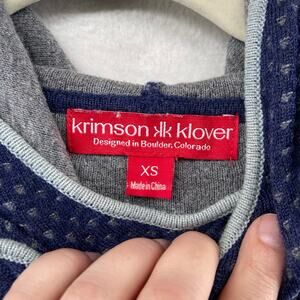 krimson kk klover
Designed in Boulder, Colorado
XS
Made in China